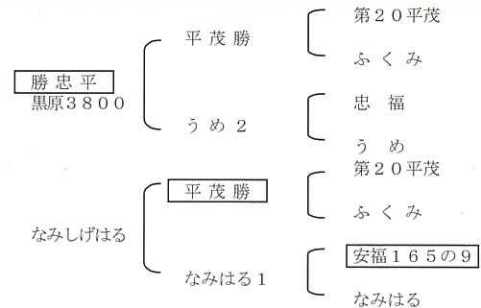 第２０平茂
平茂勝
ふくみ
勝忠平
黒原３８００
忠福
うめ２
うめ
第２０平茂
平茂勝
ふくみ
なみしげはる
安福１６５の９
なみはる１
なみはる